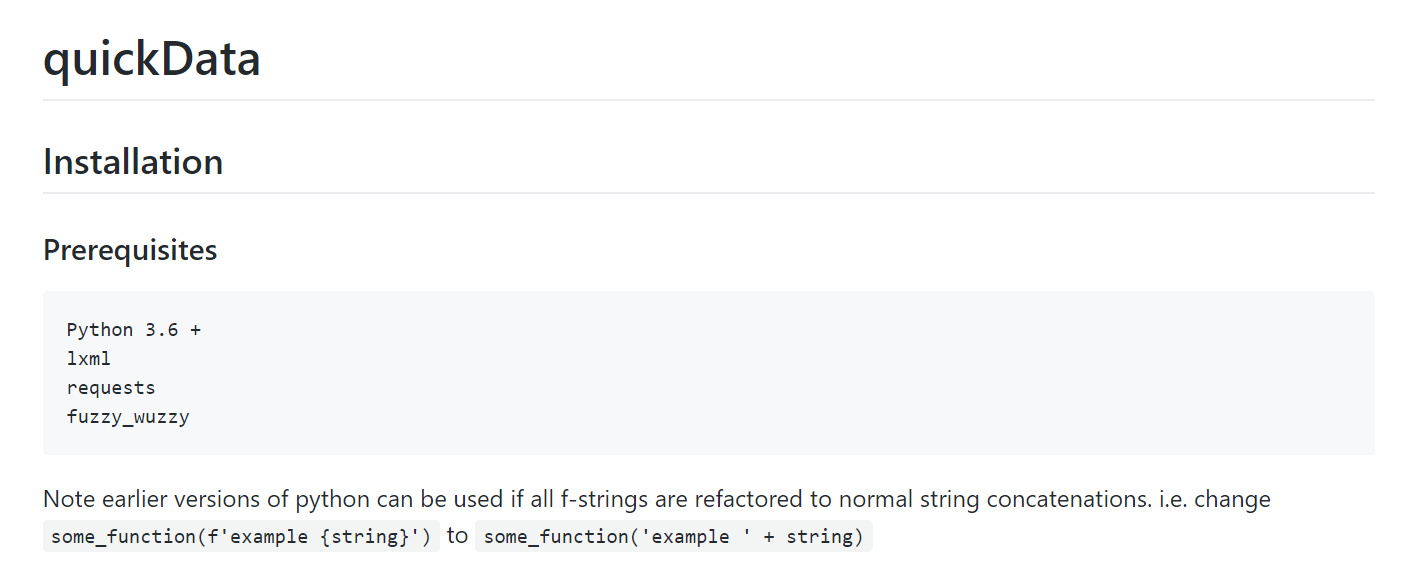 quickData
Installation
Prerequisites
Python 3.6 +
lxml
requests
fuzzy_wuzzy
Note earlier versions of python can be used if all f-strings are refactored to normal string concatenations. i.e. change
some_function(f'example {string}') to some_function('example ' + string)